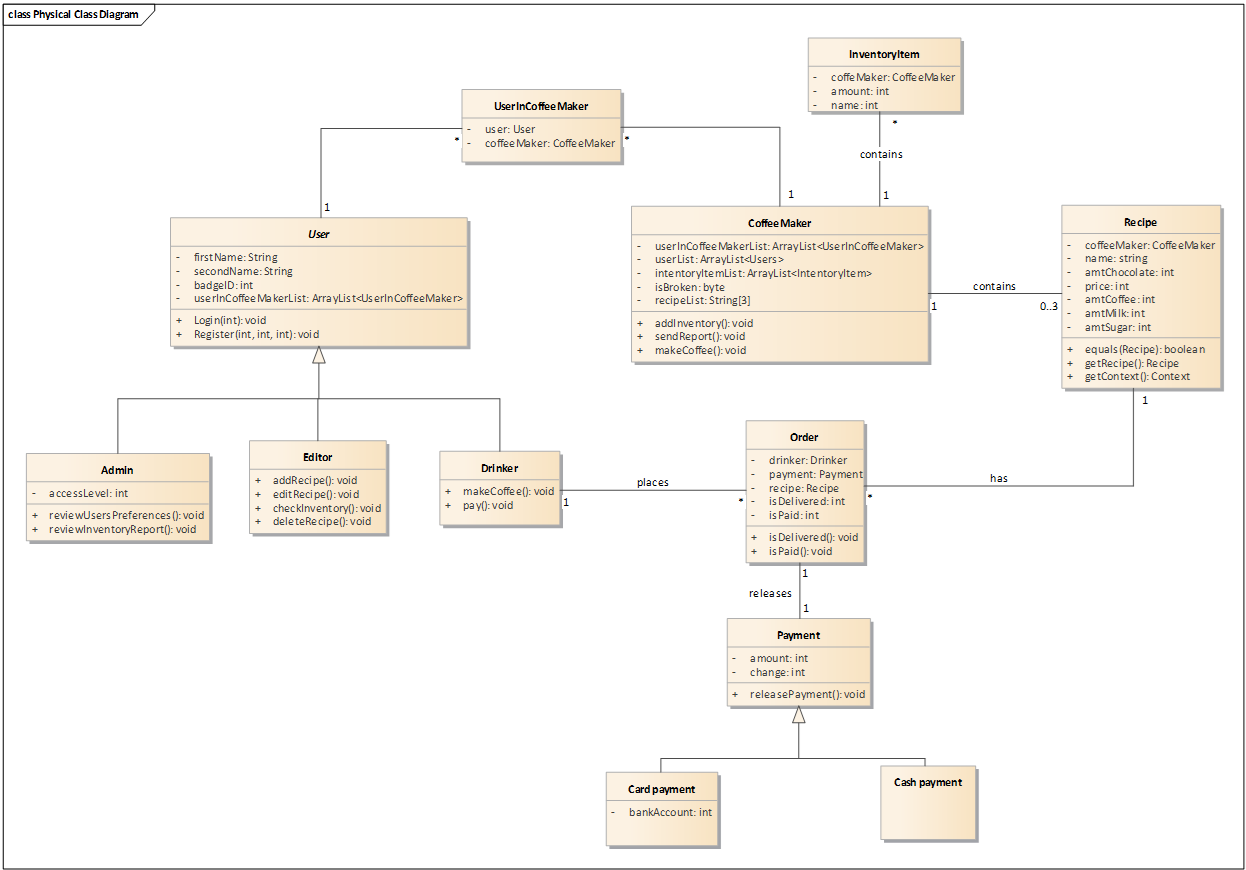 class Physical Class Diagram
InventoryItem
- coffeMaker: CoffeeMaker
- amount: int
- name: int
*
contains
1
UserInCoffeeMaker
- user: User
- coffeeMaker: CoffeeMaker
*
*
1
1
User
- firstName: String
- secondName: String
- badgeID: int
- userInCoffeeMakerList: ArrayList<UserInCoffeeMaker>
+ Login(int): void
+ Register(int, int, int): void
CoffeeMaker
- userInCoffeeMakerList: ArrayList<UserInCoffeeMaker>
- userList: ArrayList<Users>
- intentoryItemList: ArrayList<IntentoryItem>
- isBroken: byte
- recipeList: String[3]
+ addInventory(): void
+ sendReport(): void
+ makeCoffee(): void
contains
1
0..3
Recipe
- coffeeMaker: CoffeeMaker
- name: string
- amtChocolate: int
- price: int
- amtCoffee: int
- amtMilk: int
- amtSugar: int
+ equals(Recipe): boolean
+ getRecipe(): Recipe
+ getContext(): Context
1
Admin
- accessLevel: int
+ reviewUsersPreferences(): void
+ reviewInventoryReport(): void
Editor
+ addRecipe(): void
+ editRecipe(): void
+ checkInventory(): void
+ deleteRecipe(): void
Drinker
+ makeCoffee(): void
+ pay(): void
places
1
*
Order
- drinker: Drinker
- payment: Payment
- recipe: Recipe
- isDelivered: int
- isPaid: int
+ isDelivered(): void
+ isPaid(): void
has
*
1
releases
1
Payment
- amount: int
- change: int
+ releasePayment(): void
Card payment
- bankAccount: int
Cash payment